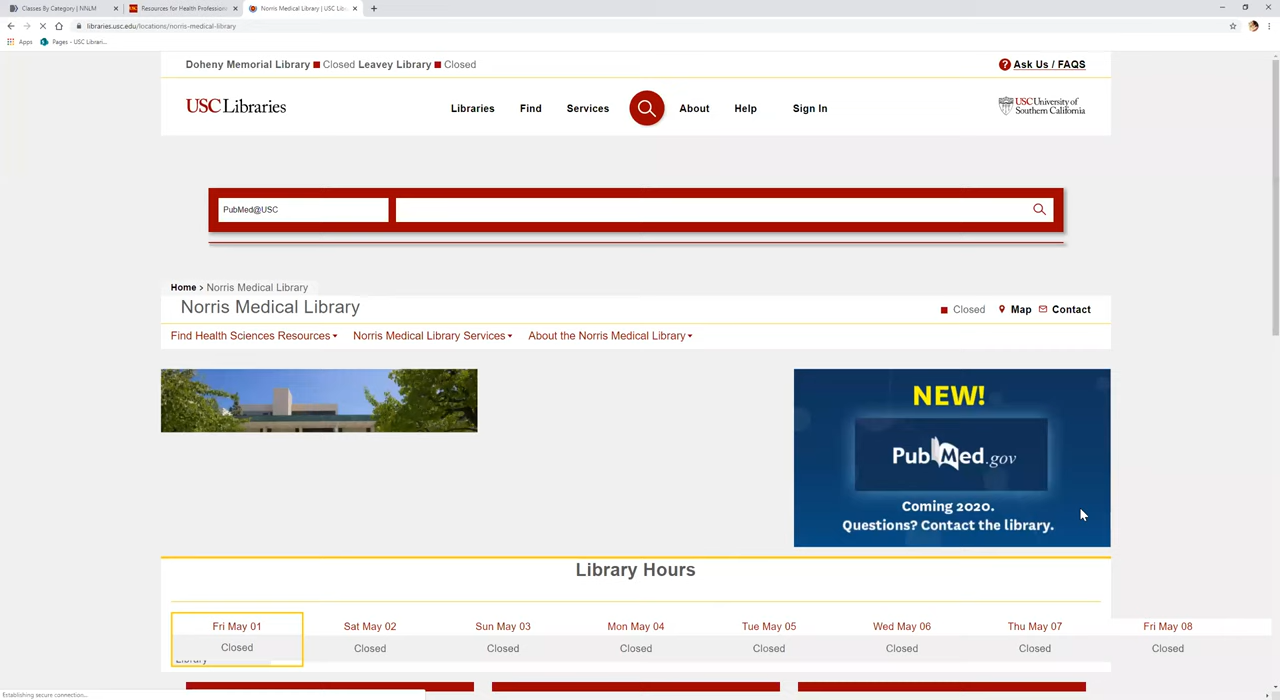 Classes By Category | NNLM
Resources for Health Profession
Norris Medical Library | USC Lib
libraries.usc.edu/locations/norris-medical-library
Apps
Pages - USC Librari...
Doheny Memorial Library Closed Leavey Library Closed
Ask Us / FAQS
USC Libraries
Libraries Find Services About Help Sign In
USC University of
Southern California
PubMed@USC
Home > Norris Medical Library
Norris Medical Library
Closed Map Contact
Find Health Sciences Resources Norris Medical Library Services About the Norris Medical Library
NEW!
PubMed.gov
Coming 2020.
Questions? Contact the library.
Library Hours
Fri May 01 Sat May 02 Sun May 03 Mon May 04 Tue May 05 Wed May 06 Thu May 07 Fri May 08
Closed Closed Closed Closed Closed Closed Closed Closed
Library
Establishing secure connection...